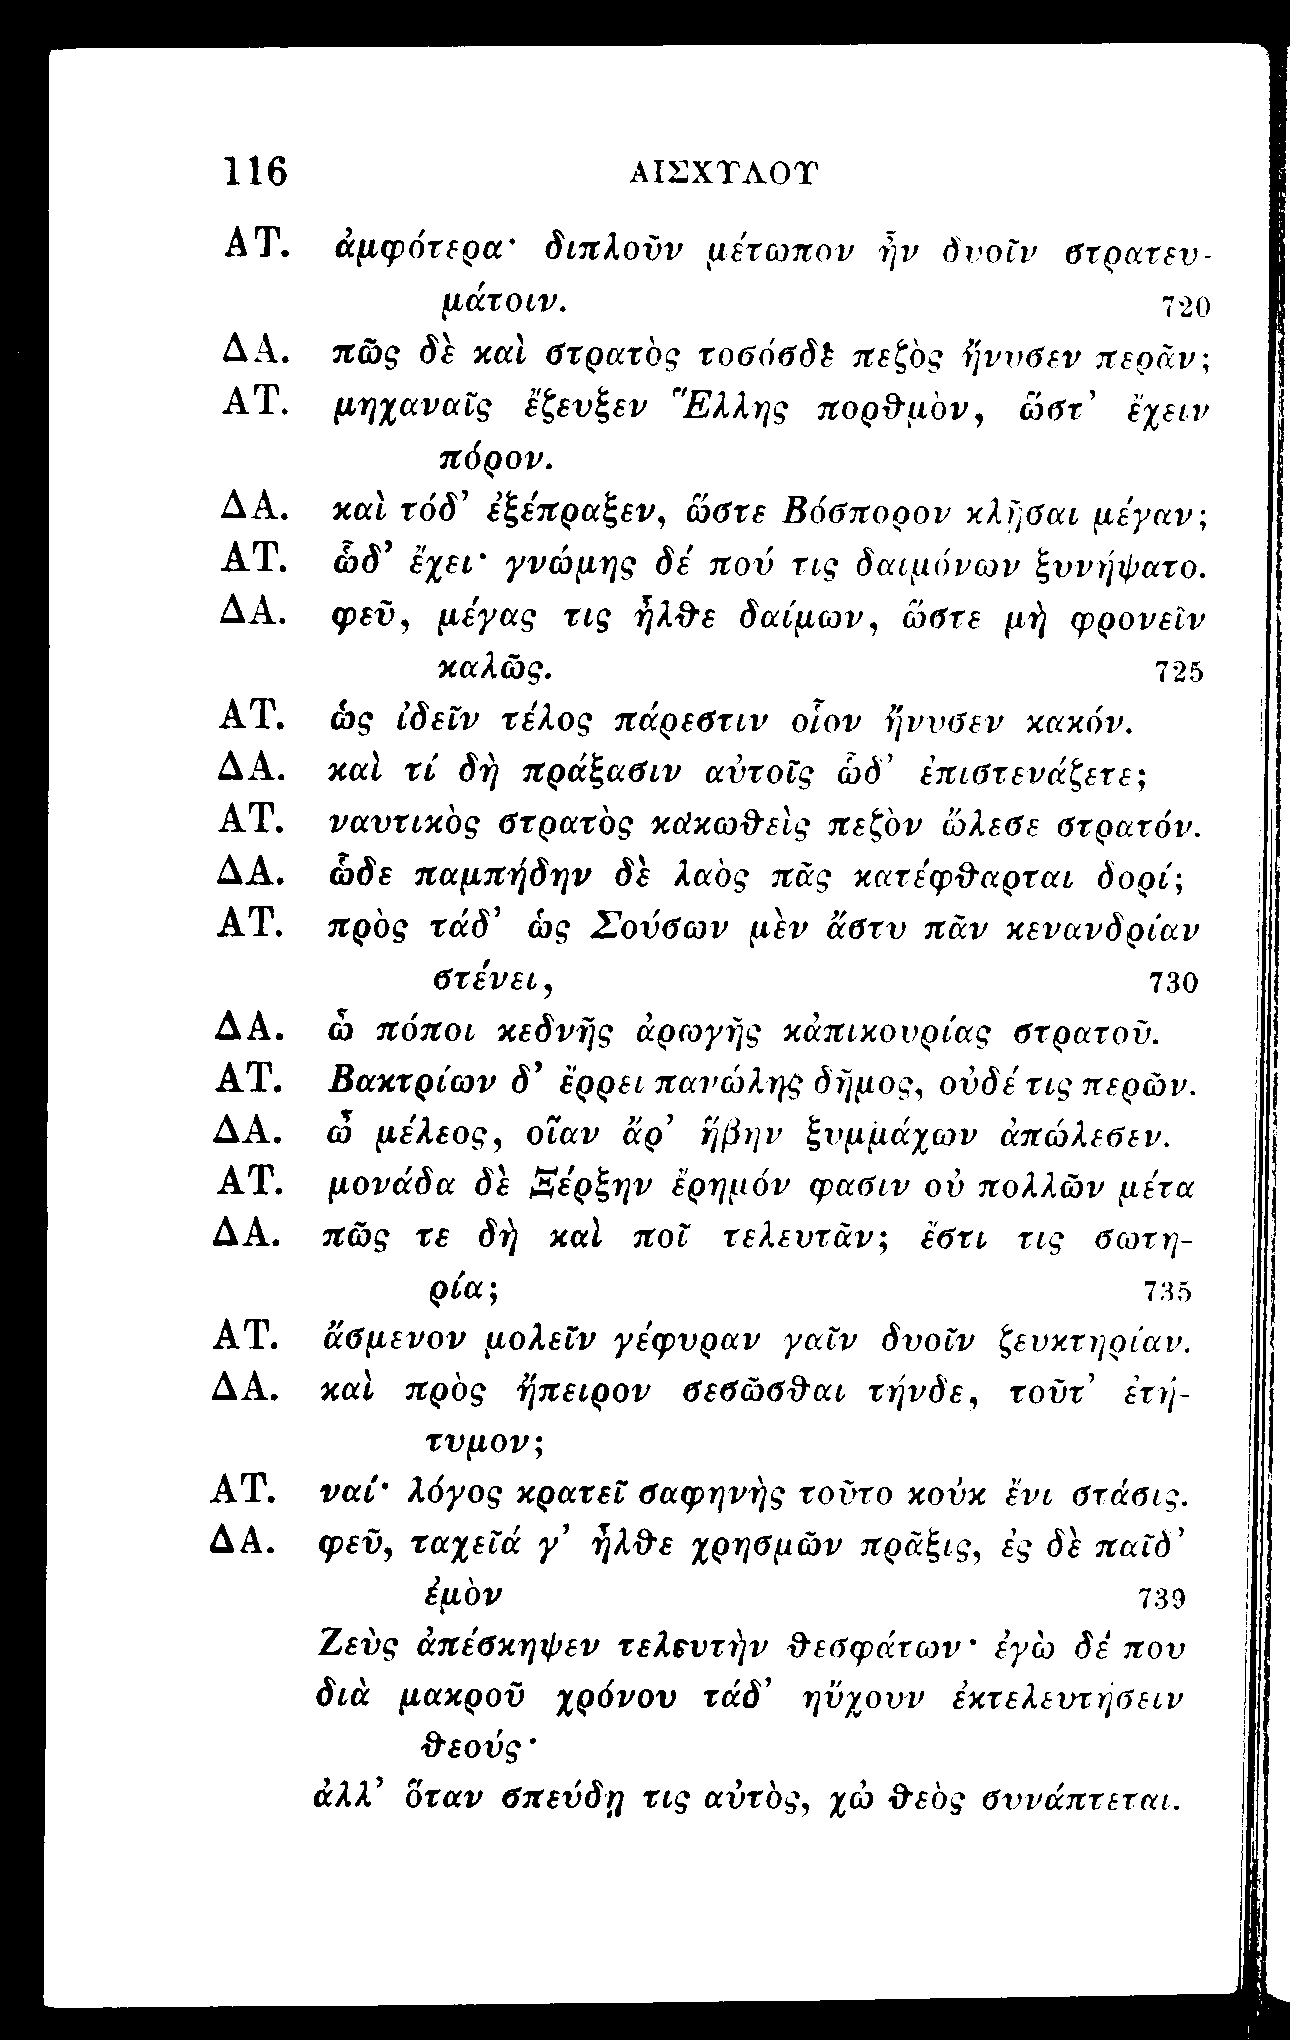 116 ΑΙΣΧΥΛΟΥ
ΑΤ. ἀμφότερα· διπλοῦν μέτωπον ἦν δυοῖν στρατευ-
μάτοιν. 720
ΔΑ. πῶς δὲ καὶ στρατὸς τοσόσδε πεζὸς ἤνυσεν περᾶν;
ΑΤ. μηχαναῖς ἔζευξεν Ἕλλης πορθμὸν, ὥστ’ ἔχειν
πόρον.
ΔΑ. καὶ τόδ’ ἐξέπραξεν, ὥστε Βόσπορον κλῇσαι μέγαν;
ΑΤ. ὧδ’ ἔχει· γνώμης δέ πού τις δαιμόνων ξυνήψατο.
ΔΑ. φεῦ, μέγας τις ἦλθε δαίμων, ὥστε μὴ φρονεῖν
καλῶς. 725
ΑΤ. ὡς ἰδεῖν τέλος πάρεστιν οἷον ἤνυσεν κακόν.
ΔΑ. καὶ τί δὴ πράξασιν αὐτοῖς ὧδ’ ἐπιστενάζετε;
ΑΤ. ναυτικὸς στρατὸς κακωθεὶς πεζὸν ὤλεσε στρατόν.
ΔΑ. ὧδε παμπήδην δὲ λαὸς πᾶς κατέφθαρται δορί;
ΑΤ. πρὸς τάδ’ ὡς Σούσων μὲν ἄστυ πᾶν κενανδρίαν
στένει, 730
ΔΑ. ὢ πόποι κεδνῆς ἀρωγῆς κἀπικουρίας στρατοῦ.
ΑΤ. Βακτρίων δ’ ἔρρει πανώλης δῆμος, οὐδέ τις περῶν.
ΔΑ. ὦ μέλεος, οἵαν ἄρ’ ἥβην ξυμμάχων ἀπώλεσεν.
ΑΤ. μονάδα δὲ Ξέρξην ἔρημόν φασιν οὐ πολλῶν μέτα
ΔΑ. πῶς τε δὴ καὶ ποῖ τελευτᾶν; ἔστι τις σωτη-
ρία; 735
ΑΤ. ἄσμενον μολεῖν γέφυραν γαῖν δυοῖν ζευκτηρίαν.
ΔΑ. καὶ πρὸς ἤπειρον σεσῶσθαι τήνδε, τοῦτ’ ἐτή-
τυμον;
ΑΤ. ναί· λόγος κρατεῖ σαφηνὴς τοῦτο κοὐκ ἔνι στάσις.
ΔΑ. φεῦ, ταχεῖά γ’ ἦλθε χρησμῶν πρᾶξις, ἐς δὲ παῖδ’
ἐμὸν 739
Ζεὺς ἀπέσκηψεν τελευτὴν θεσφάτων· ἐγὼ δέ που
διὰ μακροῦ χρόνου τάδ’ ηὔχουν ἐκτελευτήσειν
θεούς·
ἀλλ’ ὅταν σπεύδῃ τις αὐτὸς, χὠ θεὸς συνάπτεται.